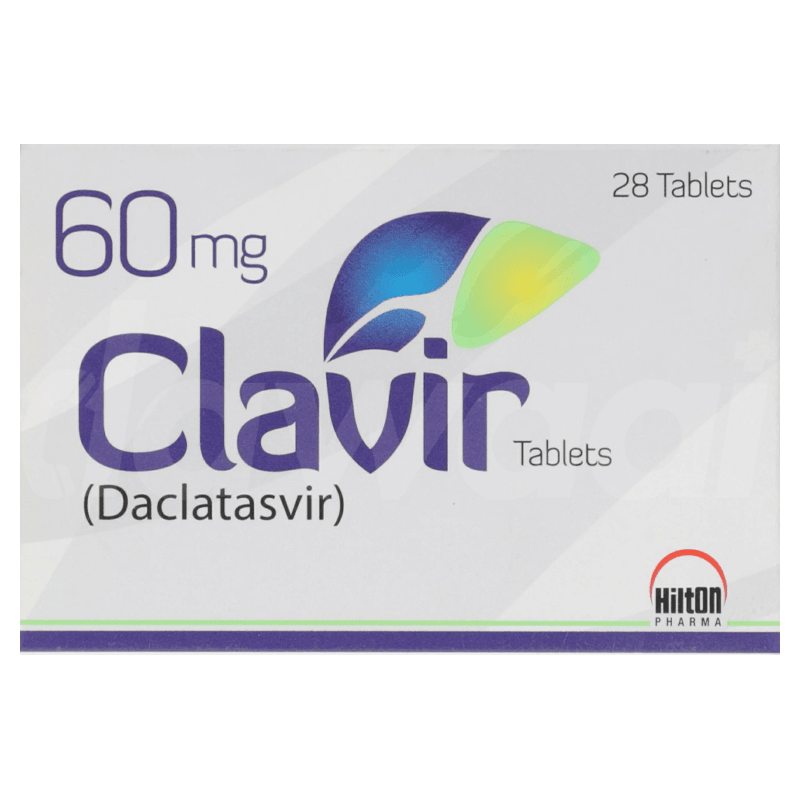 60 mg
28 Tablets
Clavir Tablets
(Daclatasvir)
HiltON
PHARMA